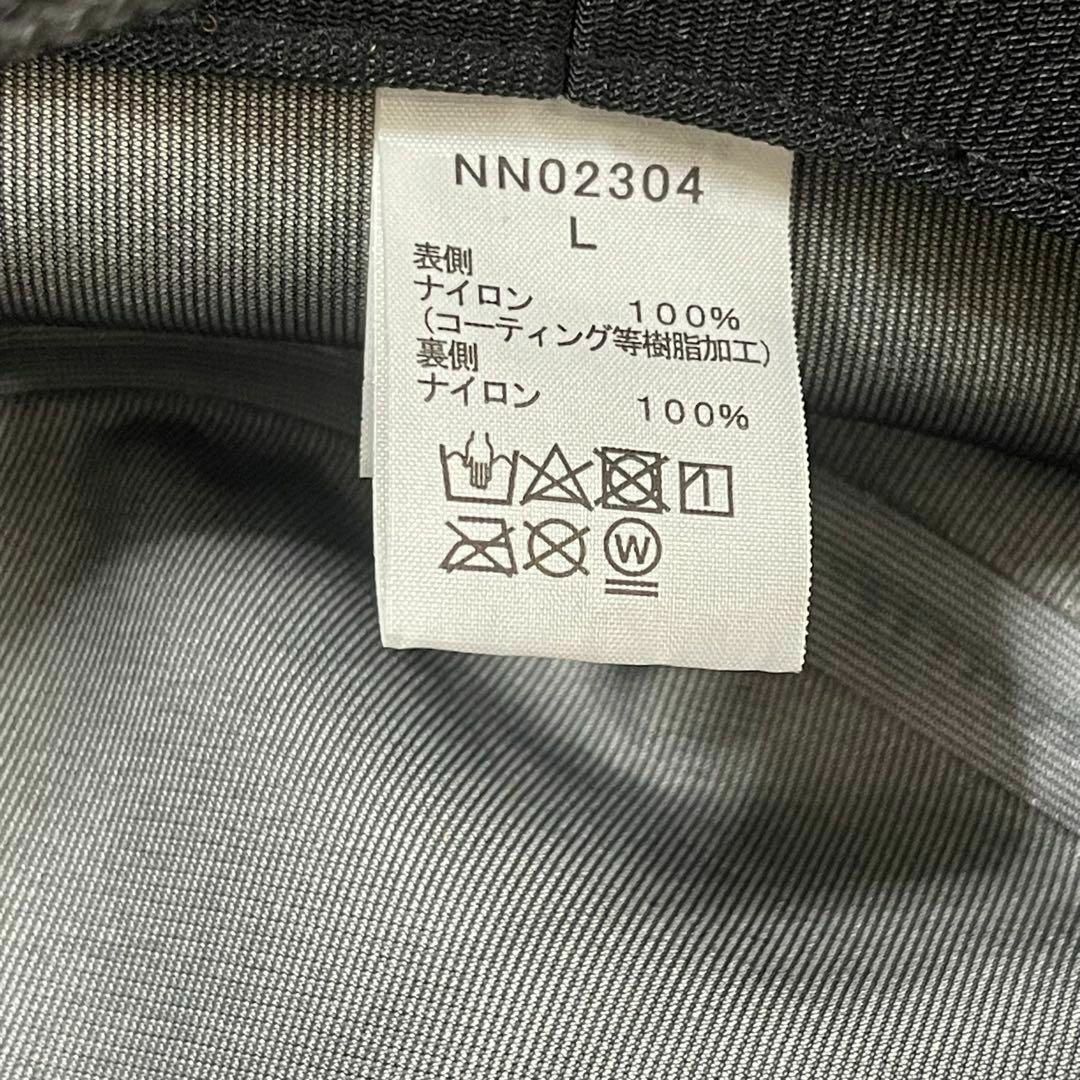 NN02304
L
表側
ナイロン 100%
(コーティング等樹脂加工)
裏側
ナイロン 100%
W